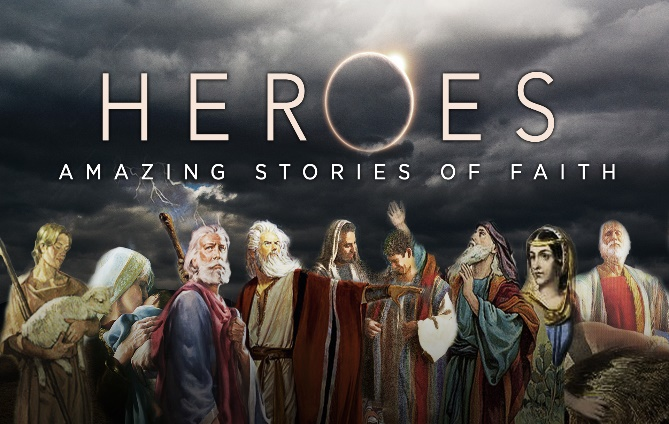 HEROES
AMAZING STORIES OF FAITH